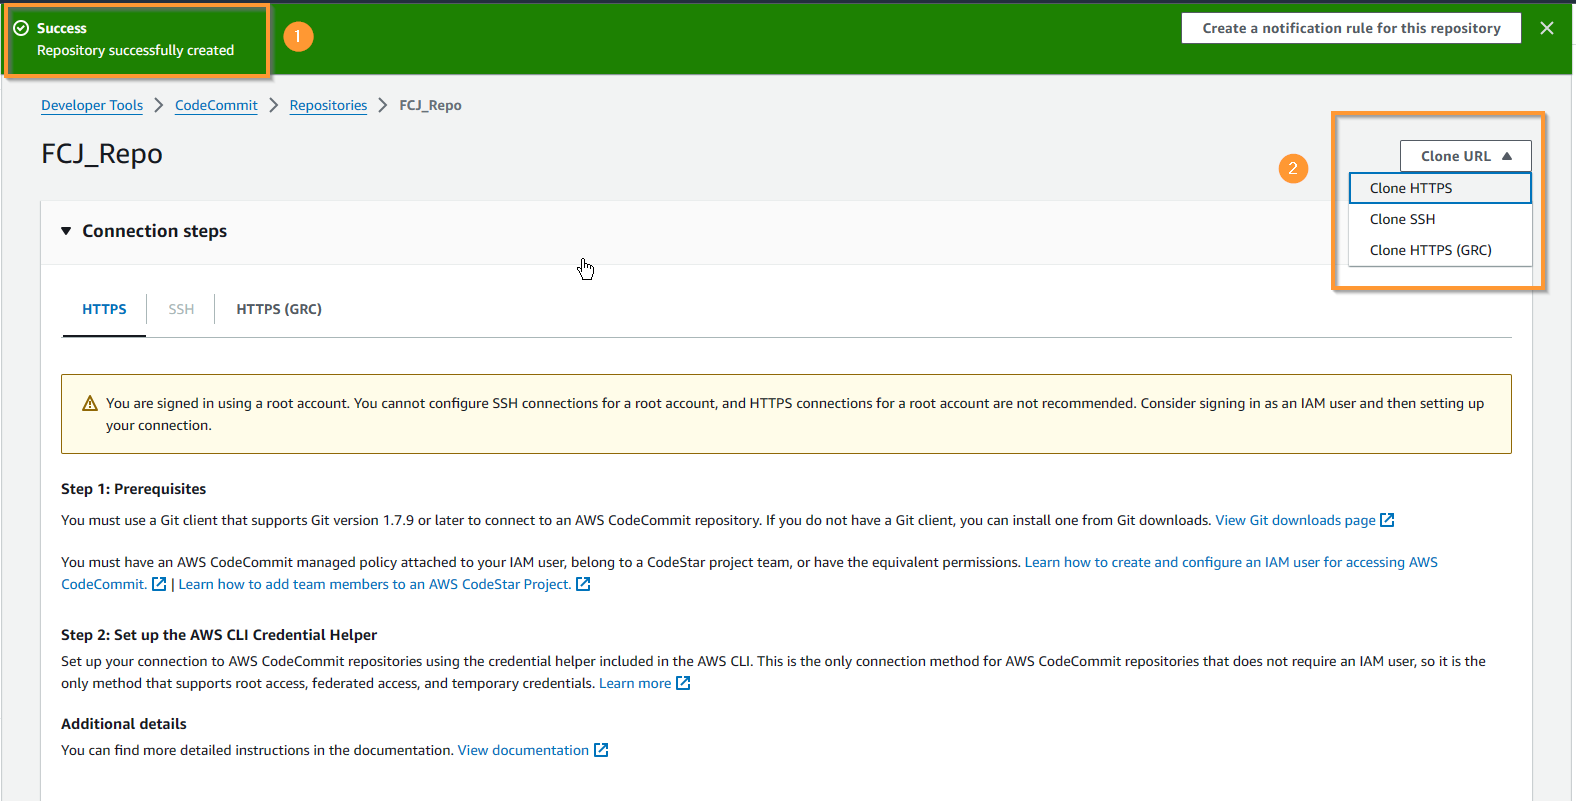 Success
Repository successfully created
1
Create a notification rule for this repository
Developer Tools > CodeCommit > Repositories > FCJ_Repo
FCJ_Repo
2
Clone URL
Clone HTTPS
Clone SSH
Clone HTTPS (GRC)
Connection steps
HTTPS
SSH
HTTPS (GRC)
You are signed in using a root account. You cannot configure SSH connections for a root account, and HTTPS connections for a root account are not recommended. Consider signing in as an IAM user and then setting up
your connection.
Step 1: Prerequisites
You must use a Git client that supports Git version 1.7.9 or later to connect to an AWS CodeCommit repository. If you do not have a Git client, you can install one from Git downloads. View Git downloads page
You must have an AWS CodeCommit managed policy attached to your IAM user, belong to a CodeStar project team, or have the equivalent permissions. Learn how to create and configure an IAM user for accessing AWS
CodeCommit. | Learn how to add team members to an AWS CodeStar Project.
Step 2: Set up the AWS CLI Credential Helper
Set up your connection to AWS CodeCommit repositories using the credential helper included in the AWS CLI. This is the only connection method for AWS CodeCommit repositories that does not require an IAM user, so it is the
only method that supports root access, federated access, and temporary credentials. Learn more
Additional details
You can find more detailed instructions in the documentation. View documentation